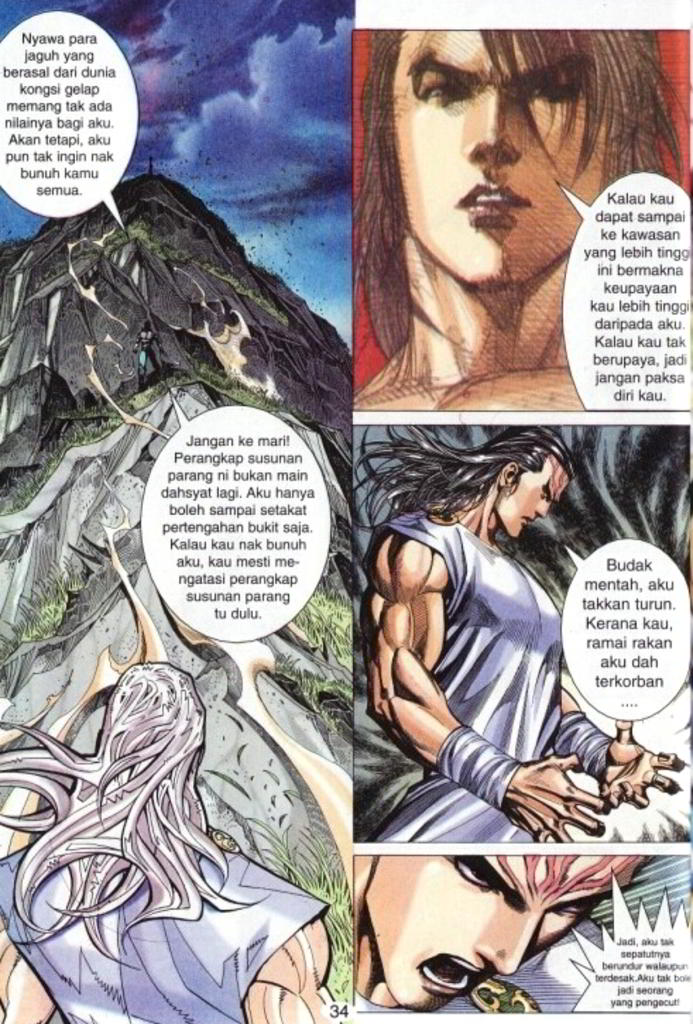 Nyawa para
jaguh yang
berasal dari dunia
kongsi gelap
memang tak ada
nilainya bagi aku.
Akan tetapi, aku
pun tak ingin nak
bunuh kamu
semua.
Jangan ke mari!
Perangkap susunan
parang ni bukan main
dahsyat lagi. Aku hanya
boleh sampai setakat
pertengahan bukit saja.
Kalau kau nak bunuh
aku, kau mesti me-
ngatasi perangkap
susunan parang
tu dulu.
Kalau kau
dapat sampai
ke kawasan
yang lebih tinggi
ini bermakna
keupayaan
kau lebih tinggi
daripada aku.
Kalau kau tak
berupaya, jadi
jangan paksa
diri kau.
Budak
mentah, aku
takkan turun.
Kerana kau,
ramai rakan
aku dah
terkorban
....
Jadi, aku tak
sepatutnya
berundur walaupun
terdesak.Aku tak boleh
jadi seorang
yang pengecut!
34